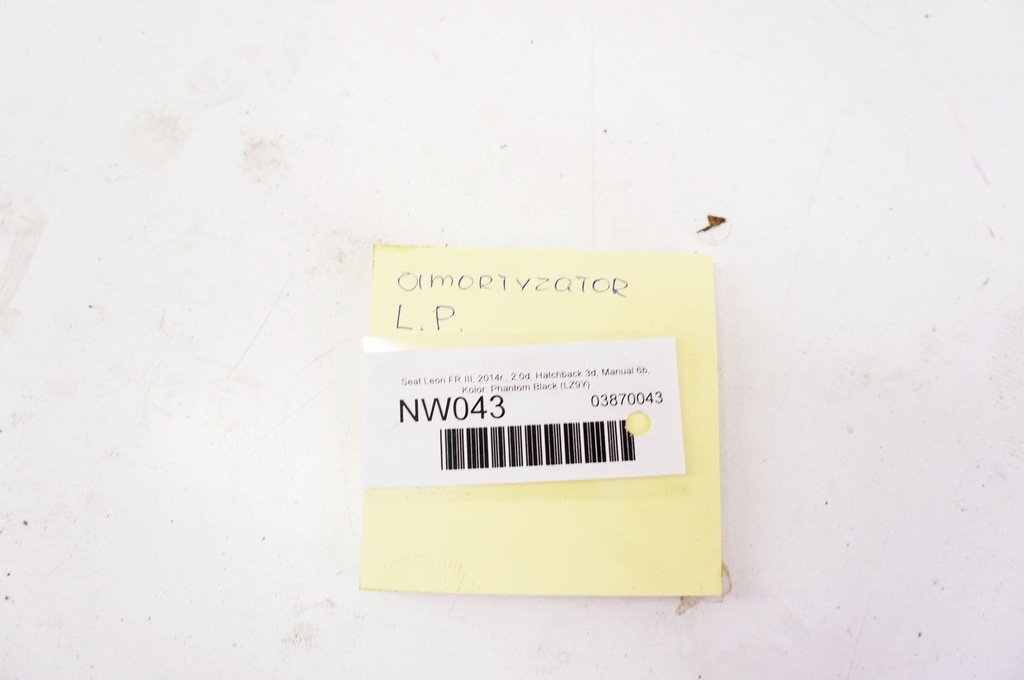 amortyzator
L.P.
Seat Leon FR III, 2014r., 2.0d, Hatchback 3d, Manual 6b,
Kolor: Phantom Black (LZ9Y)
NW043
03870043